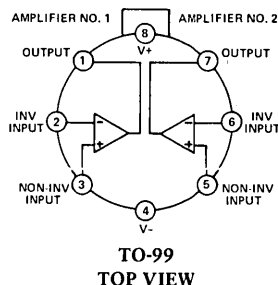 AMPLIFIER NO. 1
AMPLIFIER NO. 2
8
V+
OUTPUT
1
7
OUTPUT
INV
INPUT
2
-
+
-
+
6
INV
INPUT
NON-INV
INPUT
3
5
NON-INV
INPUT
4
V-
TO-99
TOP VIEW